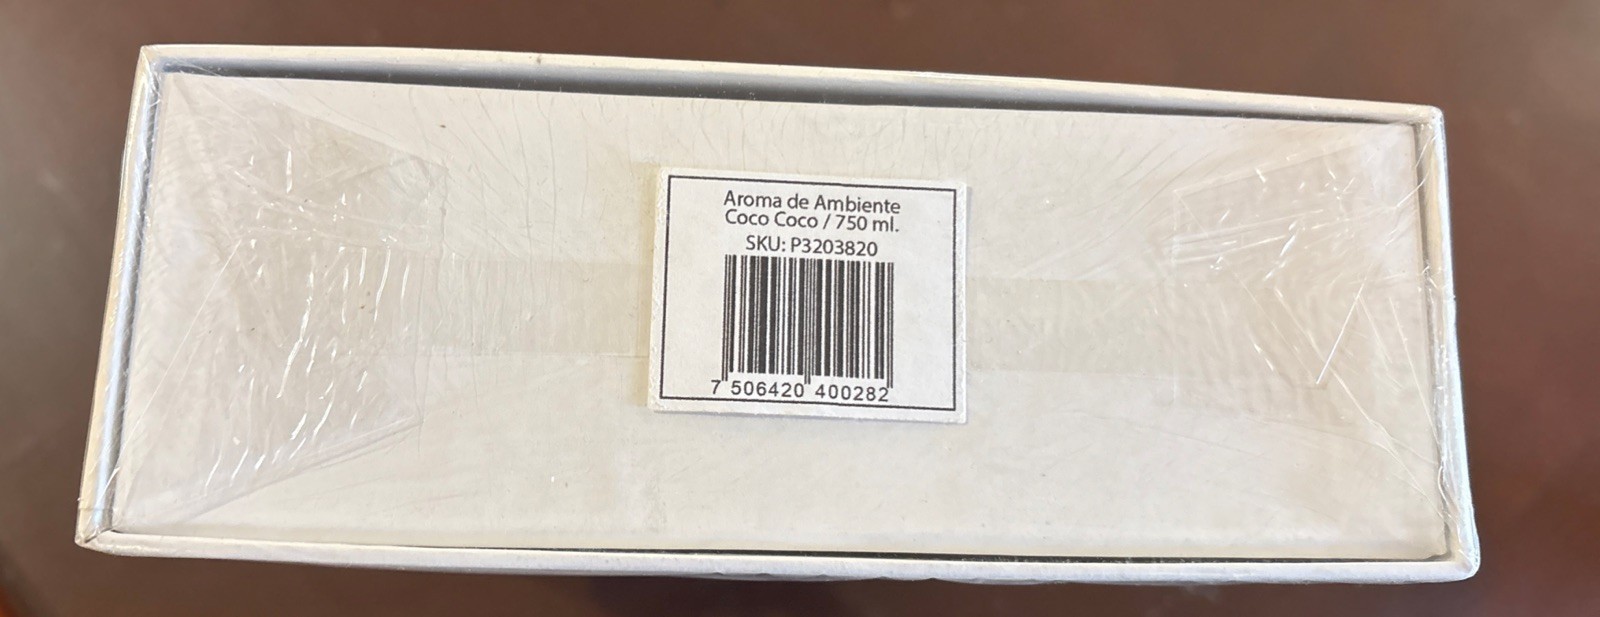 Aroma de Ambiente
Coco Coco / 750 ml.
SKU: P3203820
7 506420 400282